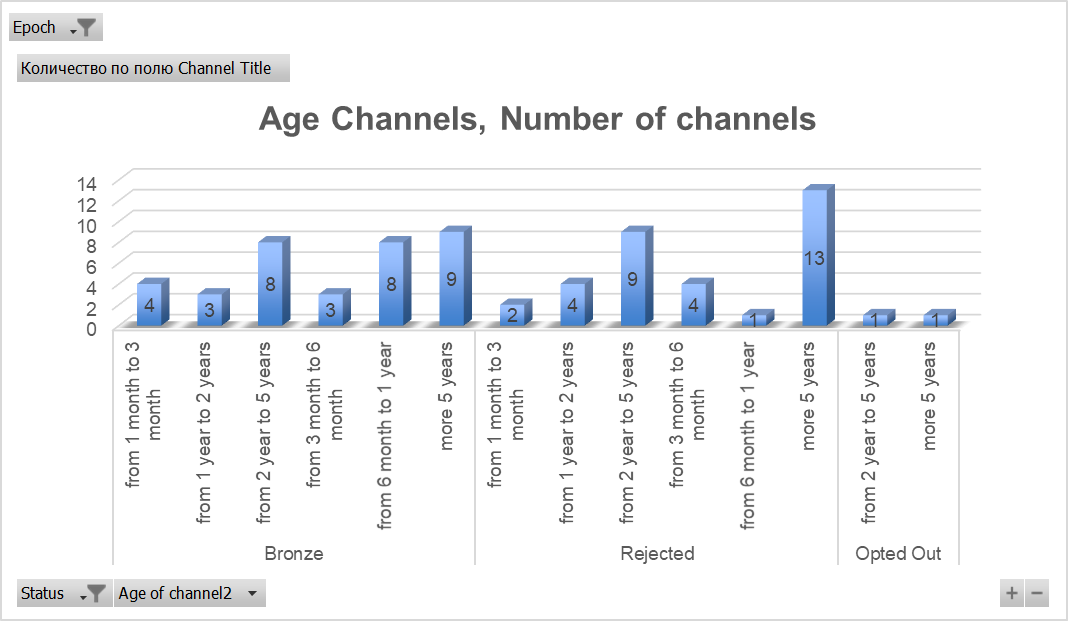 Epoch
Количество по полю Channel Title
Age Channels, Number of channels
14
12
10
8
6
4
2
0
4
3
8
3
8
9
2
4
9
4
1
13
1
1
from 1 month to 3
month
from 1 year to 2 years
from 2 year to 5 years
from 3 month to 6
month
from 6 month to 1 year
more 5 years
from 1 month to 3
month
from 1 year to 2 years
from 2 year to 5 years
from 3 month to 6
month
from 6 month to 1 year
more 5 years
from 2 year to 5 years
more 5 years
Bronze
Rejected
Opted Out
Status
Age of channel2